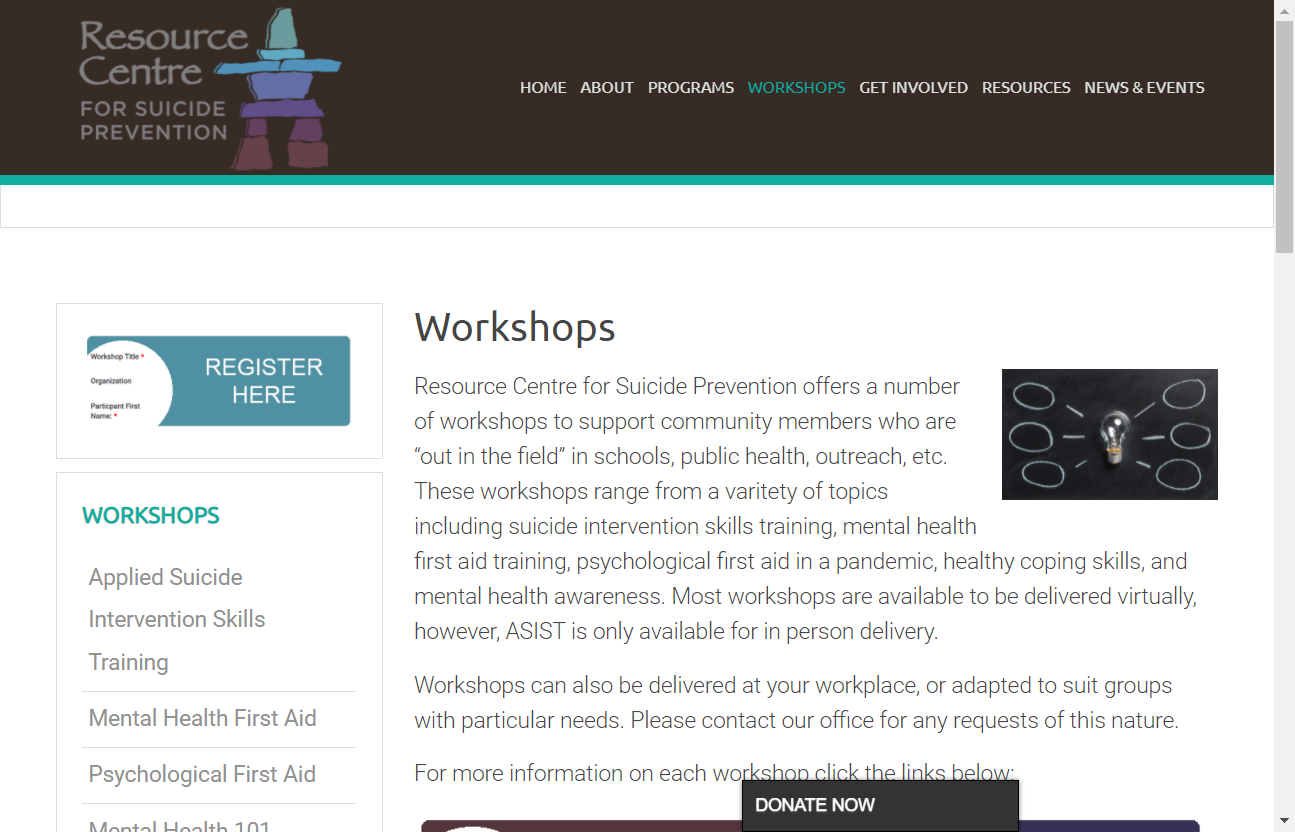 Resource
Centre
FOR SUICIDE
PREVENTION
HOME ABOUT PROGRAMS WORKSHOPS GET INVOLVED RESOURCES NEWS & EVENTS
Workshop Title *
Organization
Particpant First
Name: *
REGISTER
HERE
WORKSHOPS
Applied Suicide
Intervention Skills
Training
Mental Health First Aid
Psychological First Aid
Mental Health 101
Workshops
Resource Centre for Suicide Prevention offers a number
of workshops to support community members who are
“out in the field” in schools, public health, outreach, etc.
These workshops range from a varitety of topics
including suicide intervention skills training, mental health
first aid training, psychological first aid in a pandemic, healthy coping skills, and
mental health awareness. Most workshops are available to be delivered virtually,
however, ASIST is only available for in person delivery.
Workshops can also be delivered at your workplace, or adapted to suit groups
with particular needs. Please contact our office for any requests of this nature.
For more information on each workshop click the links below:
DONATE NOW